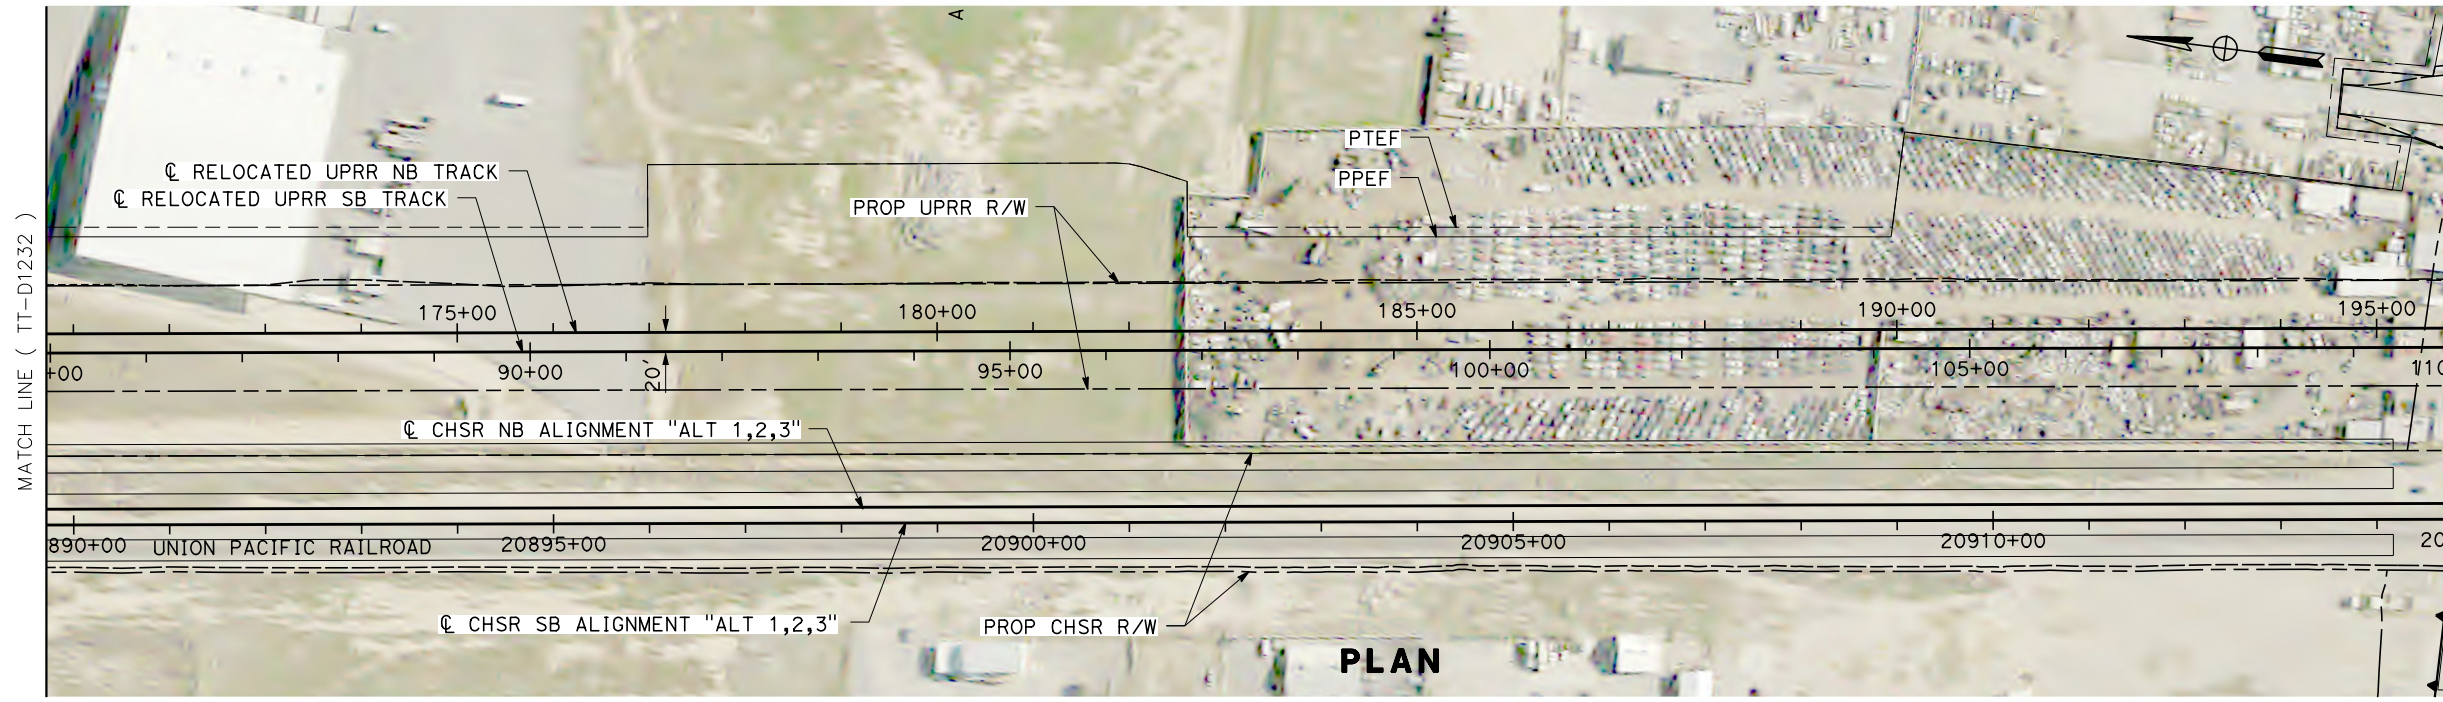 A
MATCH LINE ( TT-D1232 )
PTEF
PPEF
℄ RELOCATED UPRR NB TRACK
℄ RELOCATED UPRR SB TRACK
PROP UPRR R/W
175+00
180+00
185+00
190+00
195+00
20'
+00
90+00
95+00
100+00
105+00
110
℄ CHSR NB ALIGNMENT "ALT 1,2,3"
890+00
UNION PACIFIC RAILROAD
20895+00
20900+00
20905+00
20910+00
20
℄ CHSR SB ALIGNMENT "ALT 1,2,3"
PROP CHSR R/W
PLAN